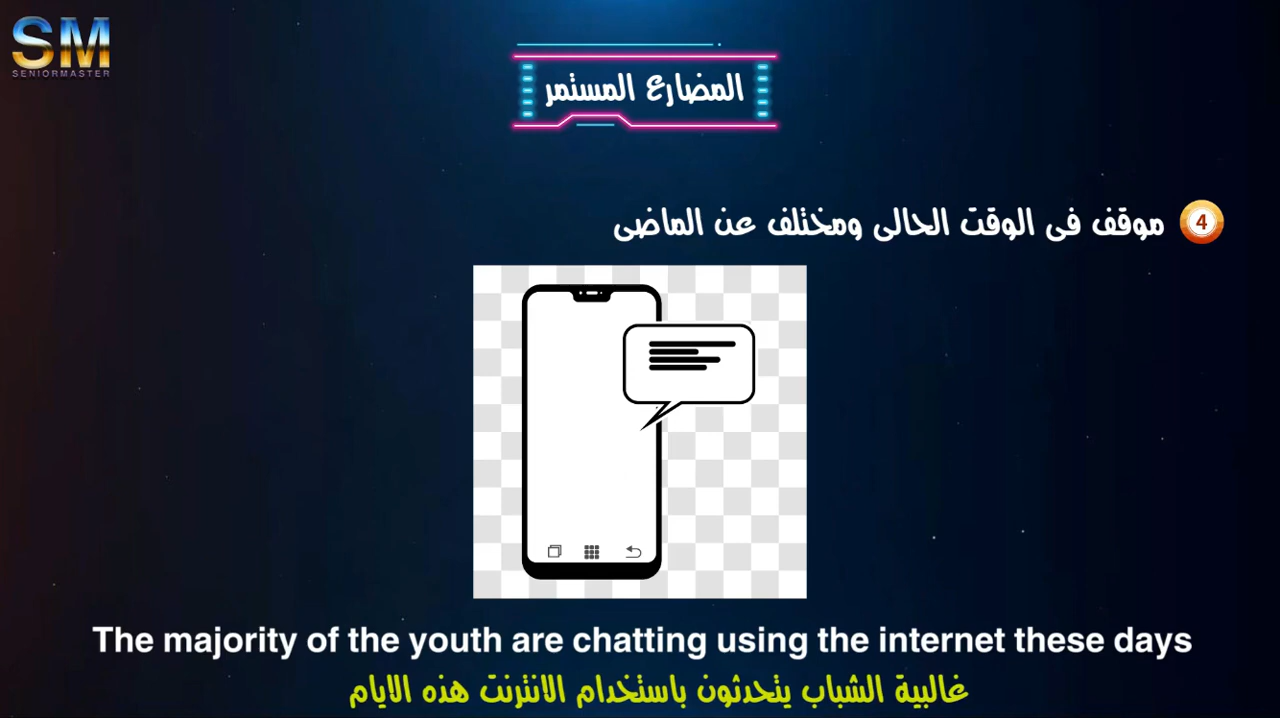 SM
SENIORMASTER
المضارع المستمر
4 موقف فى الوقت الحالى ومختلف عن الماضى
The majority of the youth are chatting using the internet these days
غالبية الشباب يتحدثون باستخدام الانترنت هذه الايام